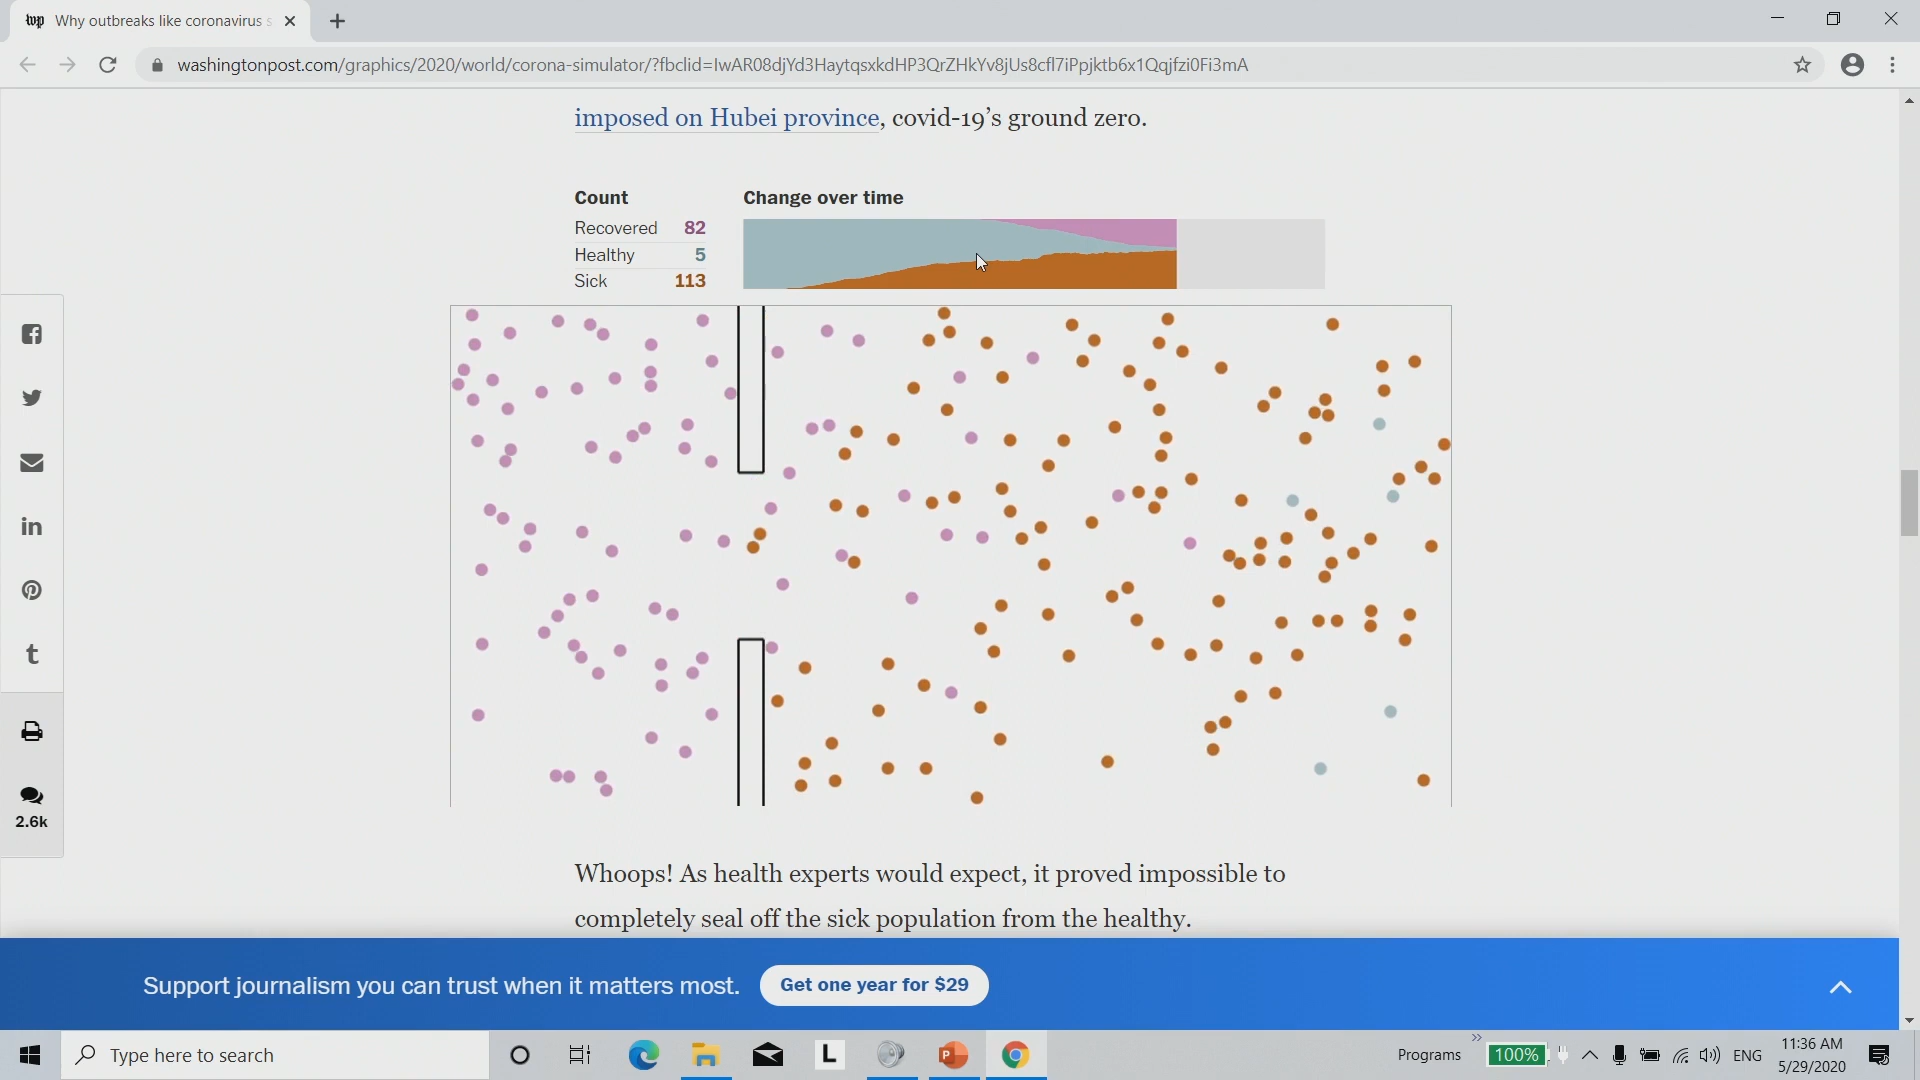 wp Why outbreaks like coronavirus s
washingtonpost.com/graphics/2020/world/corona-simulator/?fbclid=IwAR08djYd3HaytqsxkdHP3QrZHkYv8jUs8cfl7iPpjktb6x1Qqjfzi0Fi3mA
imposed on Hubei province, covid-19’s ground zero.
Count
Change over time
Recovered 82
Healthy 5
Sick 113
2.6k
Whoops! As health experts would expect, it proved impossible to
completely seal off the sick population from the healthy.
Support journalism you can trust when it matters most.
Get one year for $29
Type here to search
Programs
100%
ENG
11:36 AM
5/29/2020